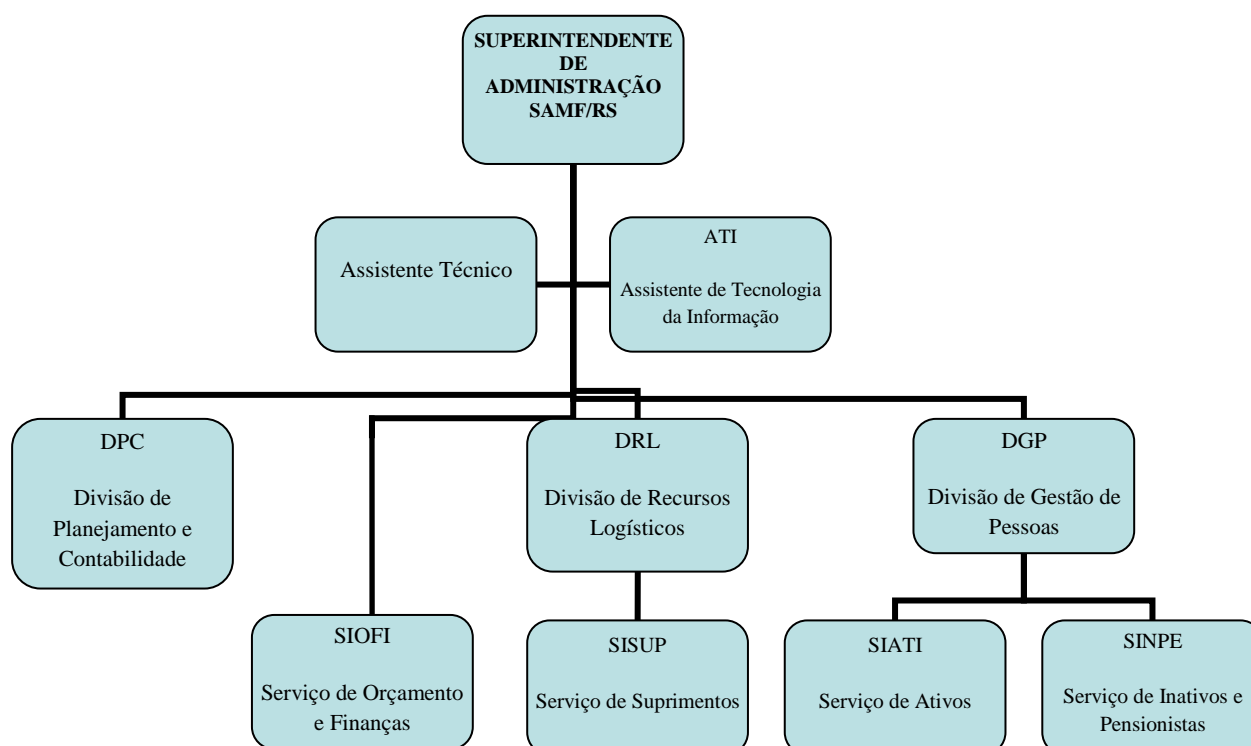 SUPERINTENDENTE
DE
ADMINISTRAÇÃO
SAMF/RS
Assistente Técnico
ATI
Assistente de Tecnologia
da Informação
DPC
Divisão de
Planejamento e
Contabilidade
DRL
Divisão de Recursos
Logísticos
DGP
Divisão de Gestão de
Pessoas
SIOFI
Serviço de Orçamento
e Finanças
SISUP
Serviço de Suprimentos
SIATI
Serviço de Ativos
SINPE
Serviço de Inativos e
Pensionistas